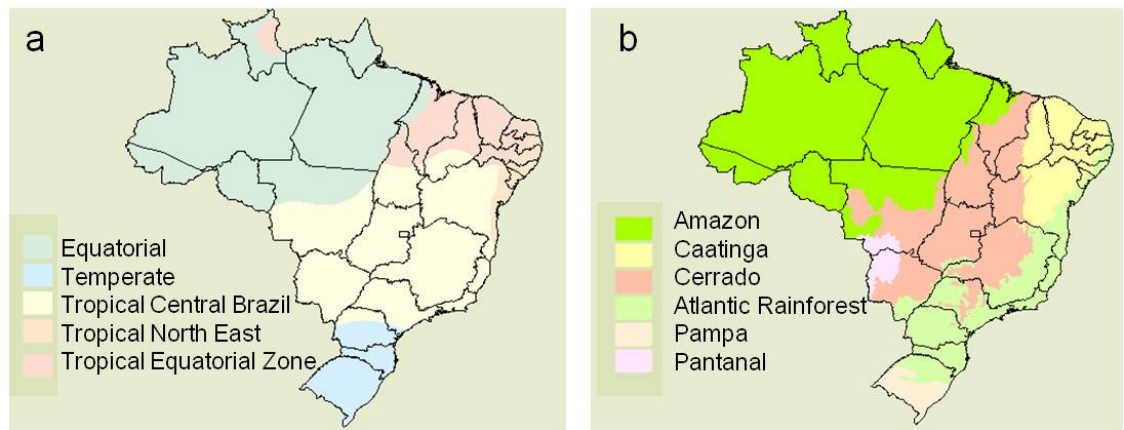 a
Equatorial
Temperate
Tropical Central Brazil
Tropical North East
Tropical Equatorial Zone
b
Amazon
Caatinga
Cerrado
Atlantic Rainforest
Pampa
Pantanal